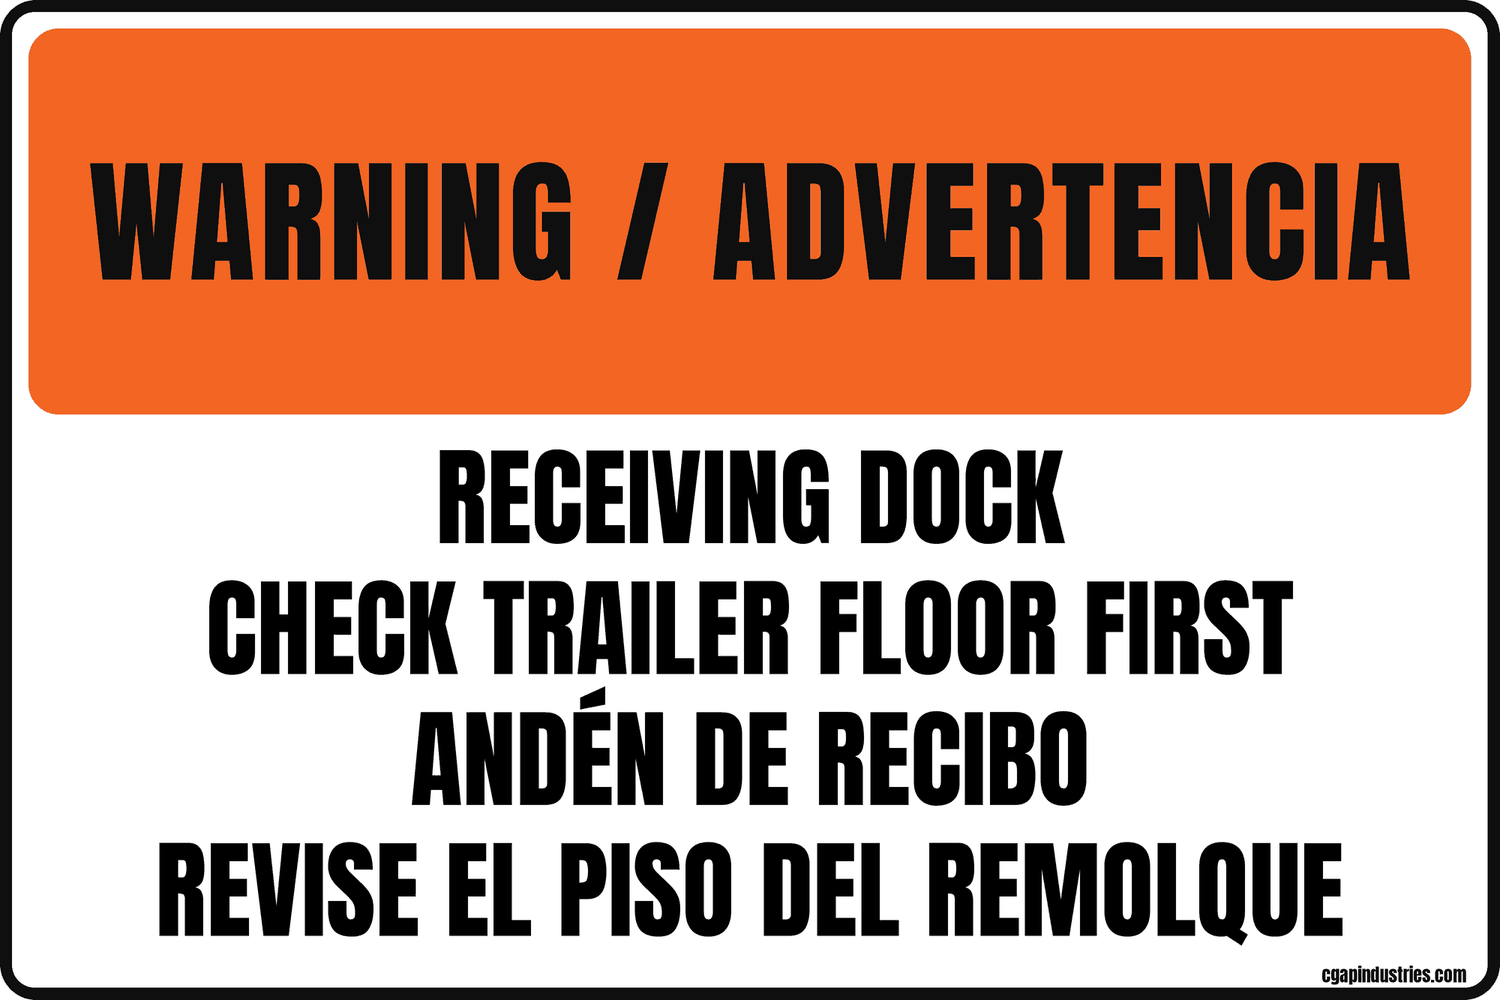 WARNING / ADVERTENCIA
RECEIVING DOCK
CHECK TRAILER FLOOR FIRST
ANDÉN DE RECIBO
REVISE EL PISO DEL REMOLQUE
cgapindustries.com